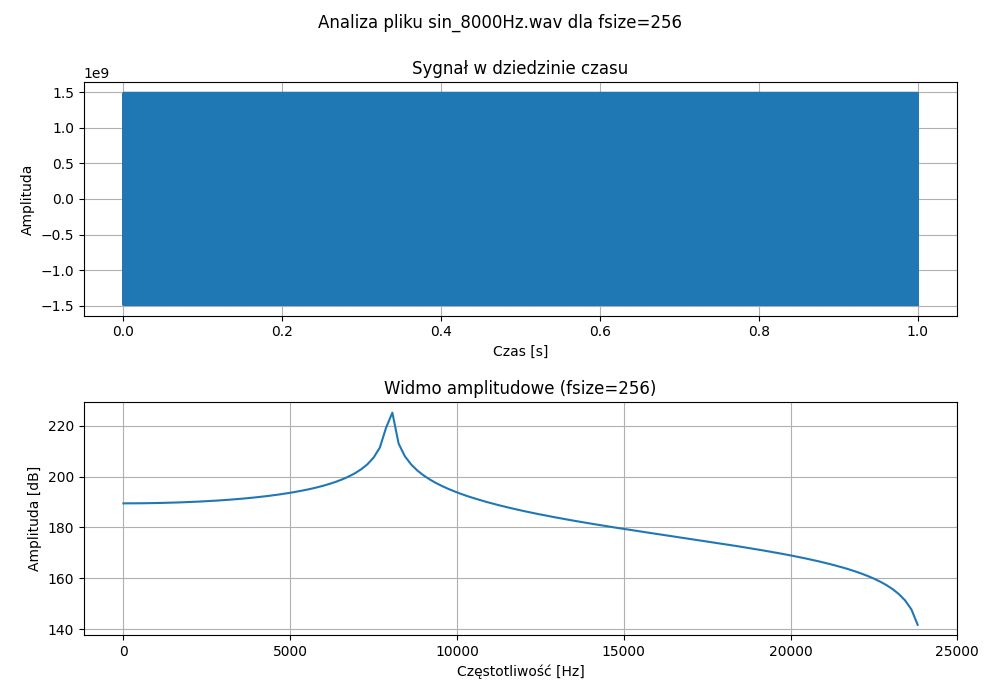 Analiza pliku sin_8000Hz.wav dla fsize=256
Sygnał w dziedzinie czasu
1e9
1.5
1.0
0.5
0.0
−0.5
−1.0
−1.5
Amplituda
0.0 0.2 0.4 0.6 0.8 1.0
Czas [s]
Widmo amplitudowe (fsize=256)
220
200
180
160
140
Amplituda [dB]
0 5000 10000 15000 20000 25000
Częstotliwość [Hz]